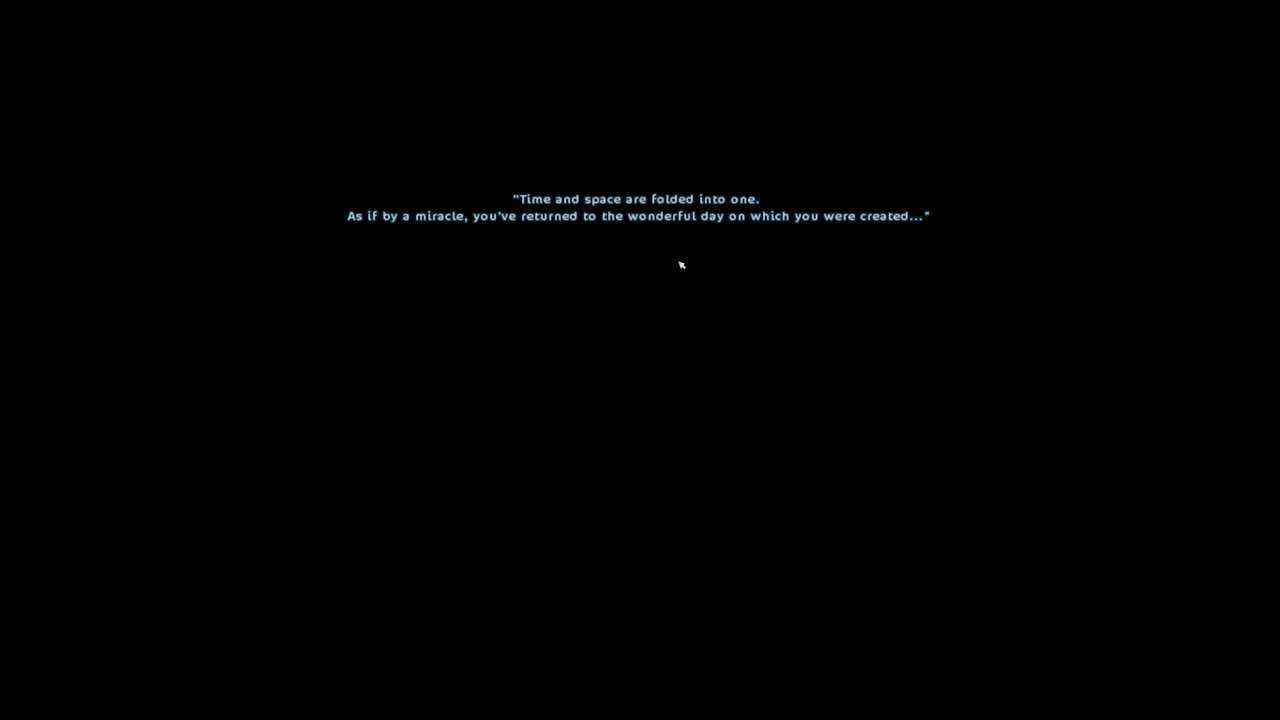 "Time and space are folded into one.
As if by a miracle, you've returned to the wonderful day on which you were created..."